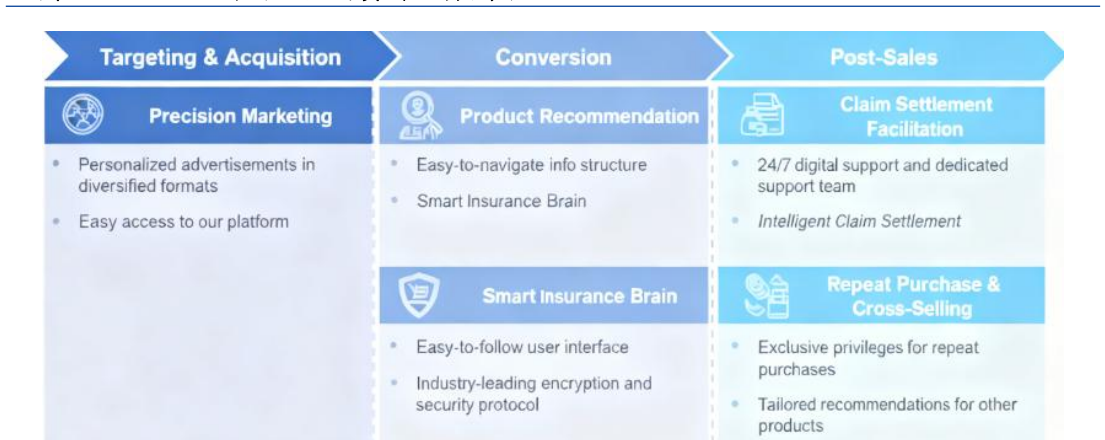 Targeting & Acquisition
Conversion
Post-Sales
Precision Marketing
Personalized advertisements in
diversified formats
Easy access to our platform
Product Recommendation
Easy-to-navigate info structure
Smart Insurance Brain
Smart Insurance Brain
Easy-to-follow user interface
Industry-leading encryption and
security protocol
Claim Settlement
Facilitation
24/7 digital support and dedicated
support team
Intelligent Claim Settlement
Repeat Purchase &
Cross-Selling
Exclusive privileges for repeat
purchases
Tailored recommendations for other
products